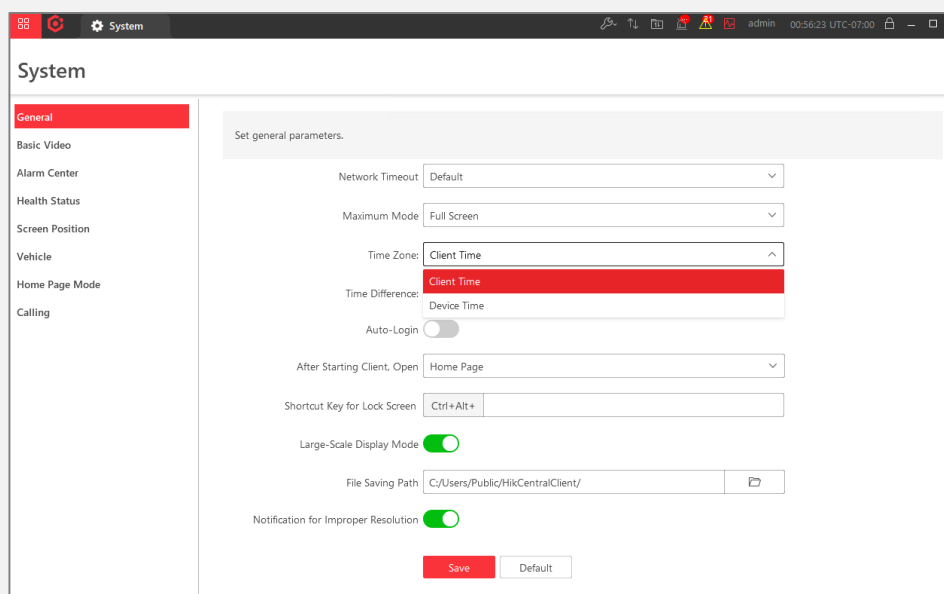 System
21
admin
00:56:23 UTC-07:00
System
General
Basic Video
Alarm Center
Health Status
Screen Position
Vehicle
Home Page Mode
Calling
Set general parameters.
Network Timeout Default
Maximum Mode Full Screen
Time Zone: Client Time
Client Time
Time Difference:
Device Time
Auto-Login
After Starting Client, Open Home Page
Shortcut Key for Lock Screen Ctrl+Alt+
Large-Scale Display Mode
File Saving Path C:/Users/Public/HikCentralClient/
Notification for Improper Resolution
Save Default